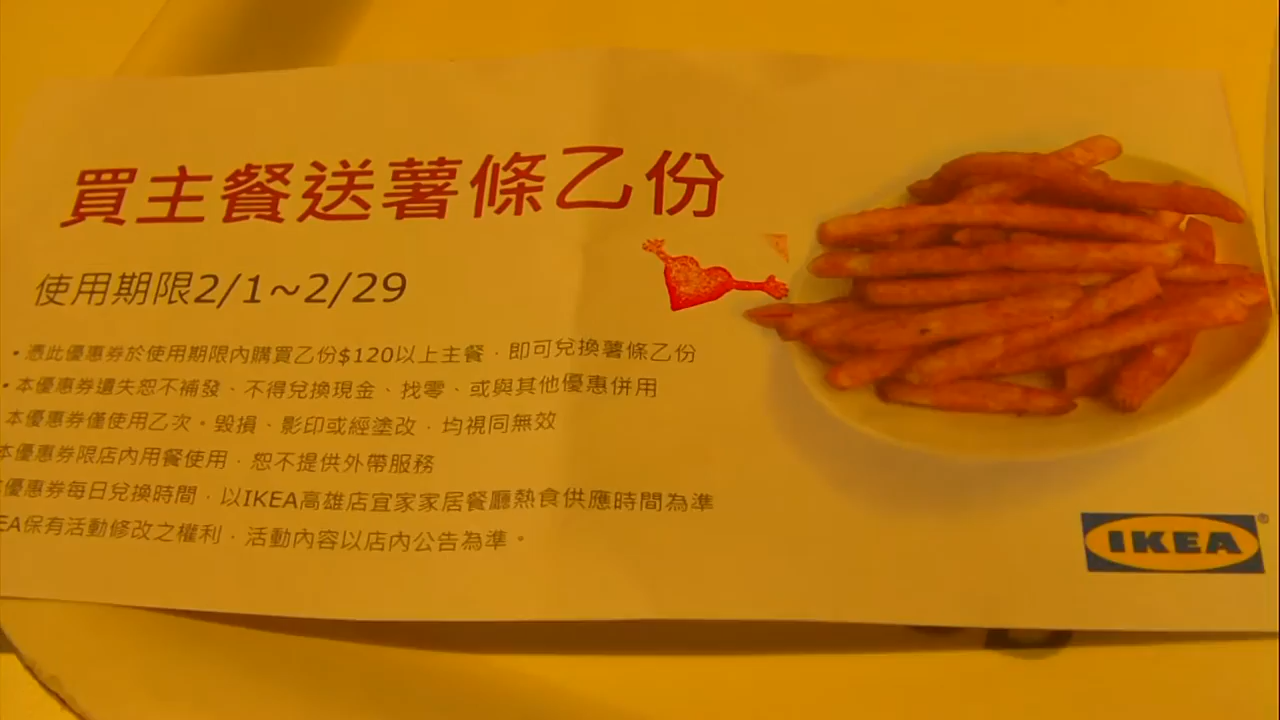 買主餐送薯條乙份
使用期限2/1~2/29
•憑此優惠券於使用期限內購買乙份$120以上主餐，即可兌換薯條乙份
•本優惠券遺失恕不補發、不得兌換現金、找零、或與其他優惠併用
本優惠券僅使用乙次。毀損、影印或經塗改，均視同無效
本優惠券限店內用餐使用，恕不提供外帶服務
優惠券每日兌換時間，以IKEA高雄店宜家家居餐廳熱食供應時間為準
EA保有活動修改之權利，活動內容以店內公告為準。
IKEA®